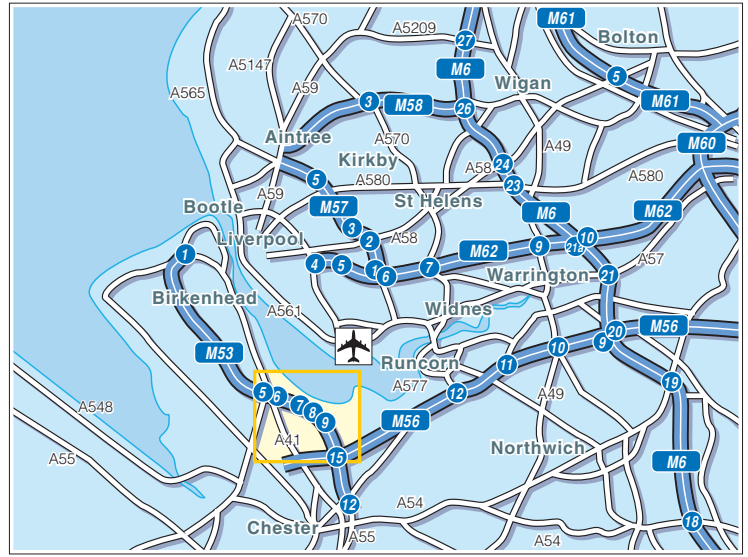 A570
A5209
M61
27
Bolton
A5147
M6
5
Wigan
A59
A565
3
M58
26
M61
Aintree
A570
A49
M60
Kirkby
A58
24
5
A580
23
A580
A59
St Helens
Bootle
M57
M6
M62
Liverpool
3
2
A58
10
1
M62
9
21a
A57
4
5
1
6
7
Warrington
21
Birkenhead
A561
Widnes
20
M56
M53
10
9
Runcorn
11
A577
19
5
6
12
A49
A548
7
8
9
M56
A41
Northwich
A55
15
M6
12
A54
18
Chester
A55
A54